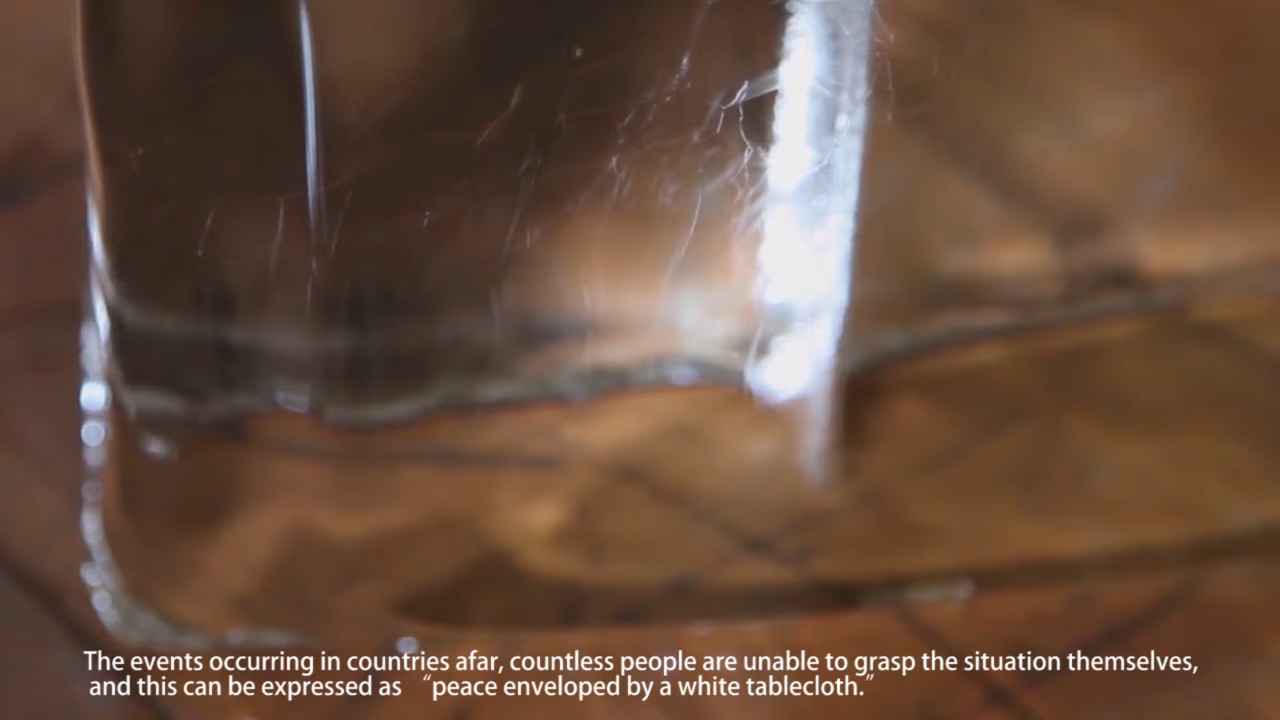 The events occurring in countries afar, countless people are unable to grasp the situation themselves,
and this can be expressed as “peace enveloped by a white tablecloth.”